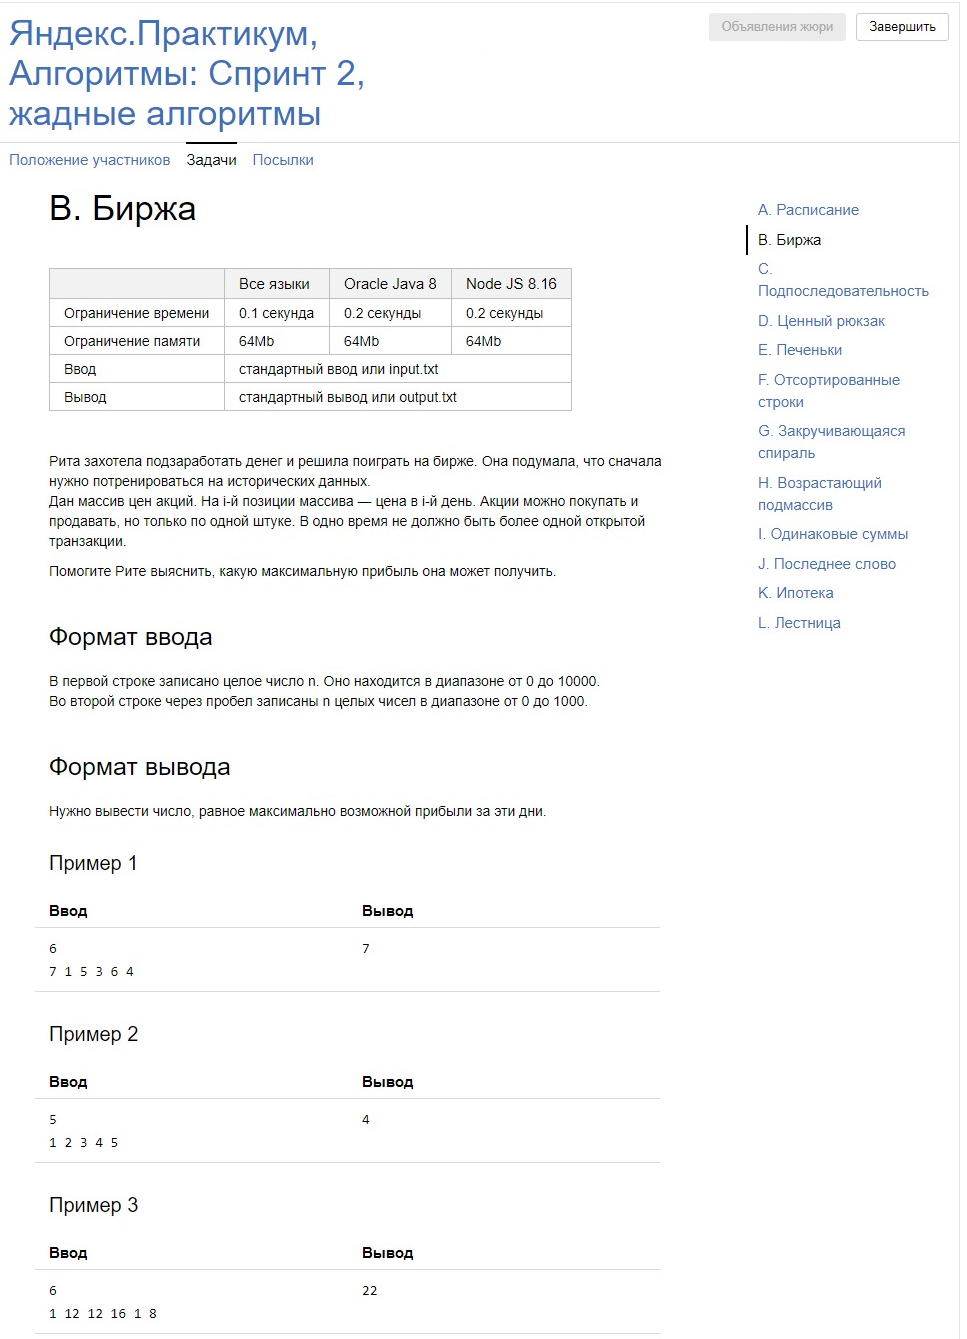 Яндекс.Практикум,
Алгоритмы: Спринт 2,
жадные алгоритмы
Объявления жюри
Завершить
Положение участников Задачи Посылки
B. Биржа
Все языки Oracle Java 8 Node JS 8.16
Ограничение времени 0.1 секунда 0.2 секунды 0.2 секунды
Ограничение памяти 64Mb 64Mb 64Mb
Ввод стандартный ввод или input.txt
Вывод стандартный вывод или output.txt
Рита захотела подзаработать денег и решила поиграть на бирже. Она подумала, что сначала
нужно потренироваться на исторических данных.
Дан массив цен акций. На i-й позиции массива — цена в i-й день. Акции можно покупать и
продавать, но только по одной штуке. В одно время не должно быть более одной открытой
транзакции.
Помогите Рите выяснить, какую максимальную прибыль она может получить.
Формат ввода
В первой строке записано целое число n. Оно находится в диапазоне от 0 до 10000.
Во второй строке через пробел записаны n целых чисел в диапазоне от 0 до 1000.
Формат вывода
Нужно вывести число, равное максимально возможной прибыли за эти дни.
Пример 1
Ввод Вывод
6 7
7 1 5 3 6 4
Пример 2
Ввод Вывод
5 4
1 2 3 4 5
Пример 3
Ввод Вывод
6 22
1 12 12 16 1 8
A. Расписание
B. Биржа
C.
Подпоследовательность
D. Ценный рюкзак
E. Печеньки
F. Отсортированные
строки
G. Закручивающаяся
спираль
H. Возрастающий
подмассив
I. Одинаковые суммы
J. Последнее слово
K. Ипотека
L. Лестница